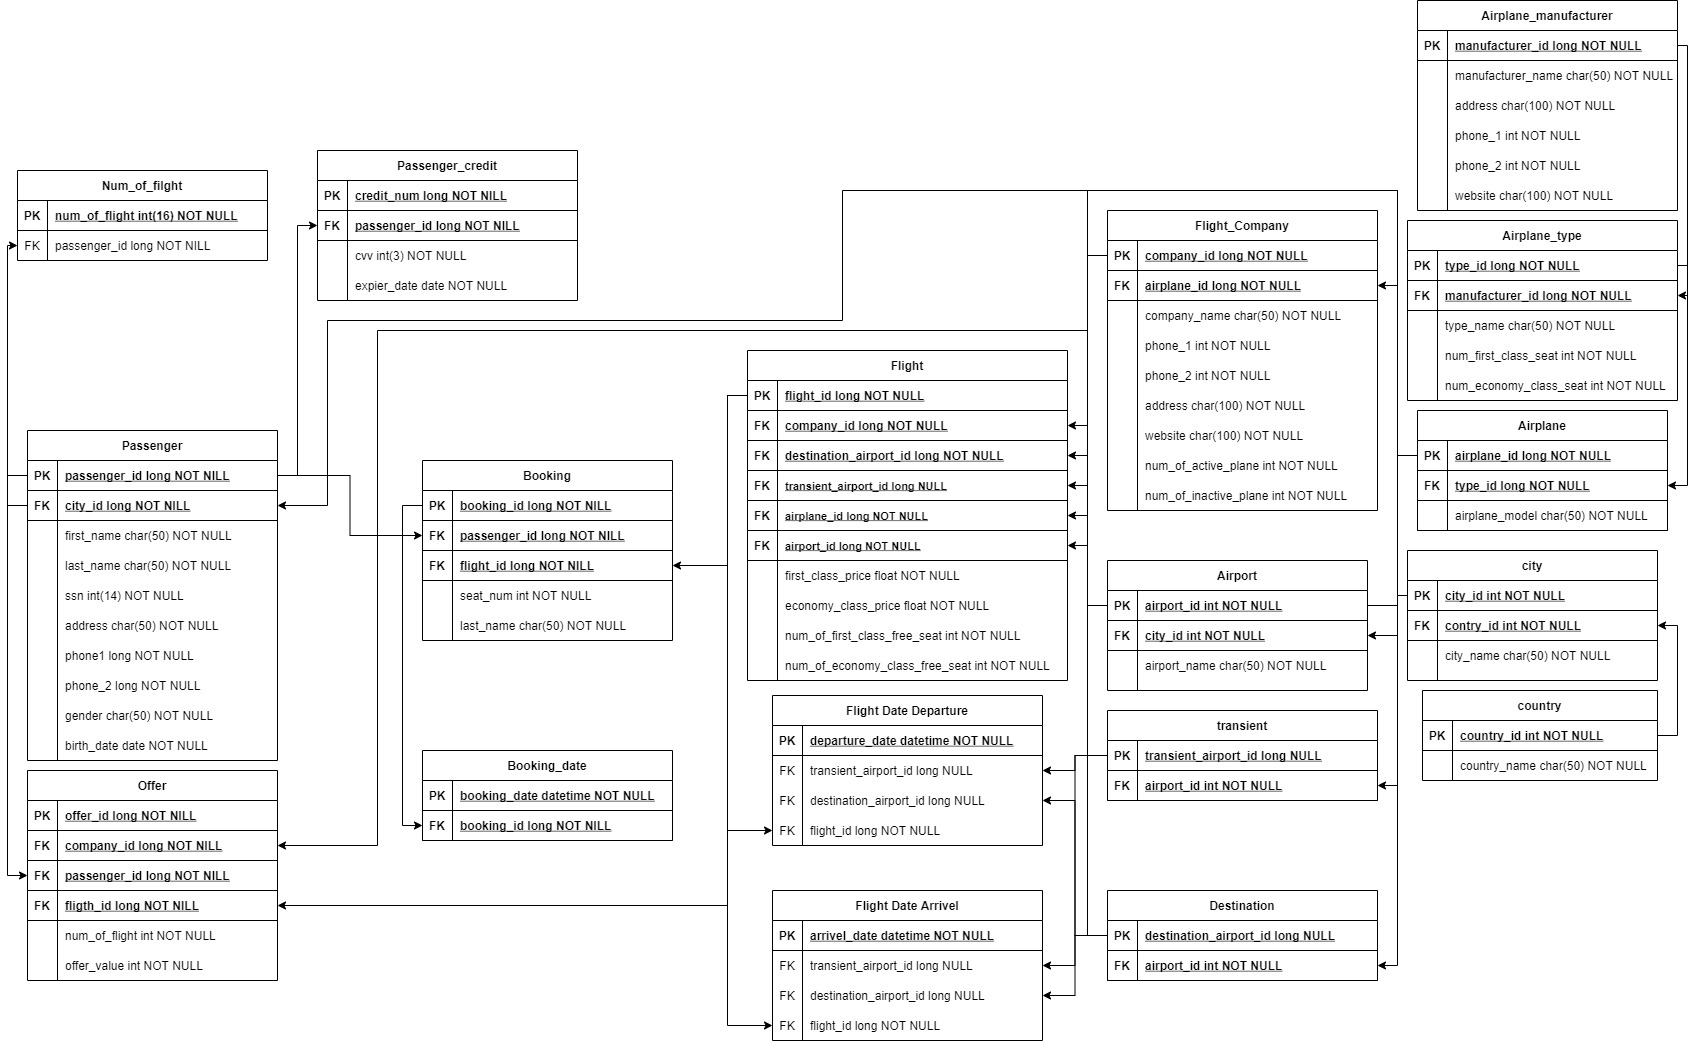 Airplane_manufacturer
PK manufacturer_id long NOT NULL
manufacturer_name char(50) NOT NULL
address char(100) NOT NULL
phone_1 int NOT NULL
phone_2 int NOT NULL
website char(100) NOT NULL
Num_of_filght
PK num_of_flight int(16) NOT NULL
FK passenger_id long NOT NILL
Passenger_credit
PK credit_num long NOT NILL
FK passenger_id long NOT NILL
cvv int(3) NOT NULL
expier_date date NOT NULL
Flight_Company
PK company_id long NOT NULL
FK airplane_id long NOT NULL
company_name char(50) NOT NULL
phone_1 int NOT NULL
phone_2 int NOT NULL
address char(100) NOT NULL
website char(100) NOT NULL
num_of_active_plane int NOT NULL
num_of_inactive_plane int NOT NULL
Airplane_type
PK type_id long NOT NULL
FK manufacturer_id long NOT NULL
type_name char(50) NOT NULL
num_first_class_seat int NOT NULL
num_economy_class_seat int NOT NULL
Flight
PK flight_id long NOT NULL
FK company_id long NOT NULL
FK destination_airport_id long NOT NULL
FK transient_airport_id long NULL
FK airplane_id long NOT NULL
FK airport_id long NOT NULL
first_class_price float NOT NULL
economy_class_price float NOT NULL
num_of_first_class_free_seat int NOT NULL
num_of_economy_class_free_seat int NOT NULL
Airplane
PK airplane_id long NOT NULL
FK type_id long NOT NULL
airplane_model char(50) NOT NULL
Passenger
PK passenger_id long NOT NILL
FK city_id long NOT NILL
first_name char(50) NOT NULL
last_name char(50) NOT NULL
ssn int(14) NOT NULL
address char(50) NOT NULL
phone1 long NOT NULL
phone_2 long NOT NULL
gender char(50) NOT NULL
birth_date date NOT NULL
Booking
PK booking_id long NOT NILL
FK passenger_id long NOT NILL
FK flight_id long NOT NILL
seat_num int NOT NULL
last_name char(50) NOT NULL
Airport
PK airport_id int NOT NULL
FK city_id int NOT NULL
airport_name char(50) NOT NULL
city
PK city_id int NOT NULL
FK contry_id int NOT NULL
city_name char(50) NOT NULL
Flight Date Departure
PK departure_date datetime NOT NULL
FK transient_airport_id long NULL
FK destination_airport_id long NULL
FK flight_id long NOT NULL
transient
PK transient_airport_id long NULL
FK airport_id int NOT NULL
country
PK country_id int NOT NULL
country_name char(50) NOT NULL
Offer
PK offer_id long NOT NILL
FK company_id long NOT NILL
FK passenger_id long NOT NILL
FK fligth_id long NOT NILL
num_of_flight int NOT NULL
offer_value int NOT NULL
Booking_date
PK booking_date datetime NOT NULL
FK booking_id long NOT NILL
Flight Date Arrivel
PK arrivel_date datetime NOT NULL
FK transient_airport_id long NULL
FK destination_airport_id long NULL
FK flight_id long NOT NULL
Destination
PK destination_airport_id long NULL
FK airport_id int NOT NULL